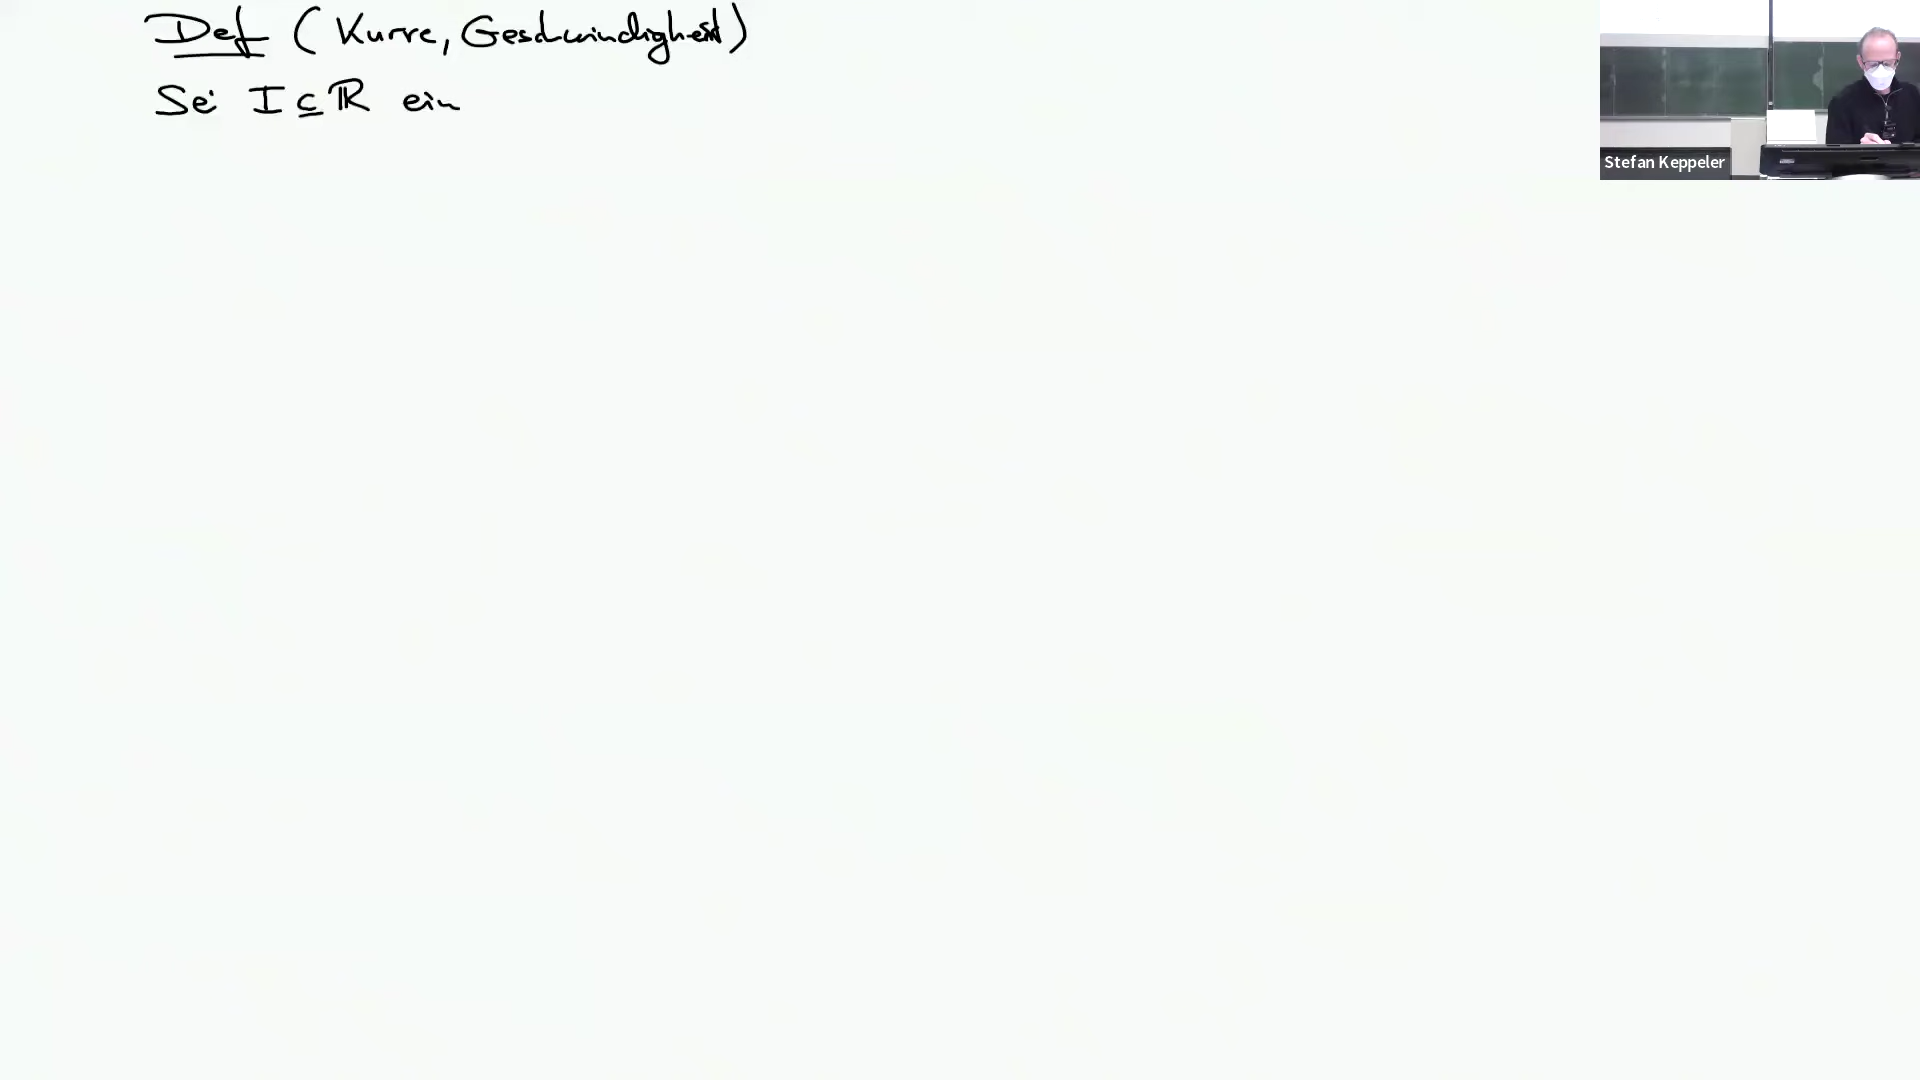 Def (Kurve, Geschwindigkeit)
Sei I ⊆ ℝ ein
Stefan Keppeler